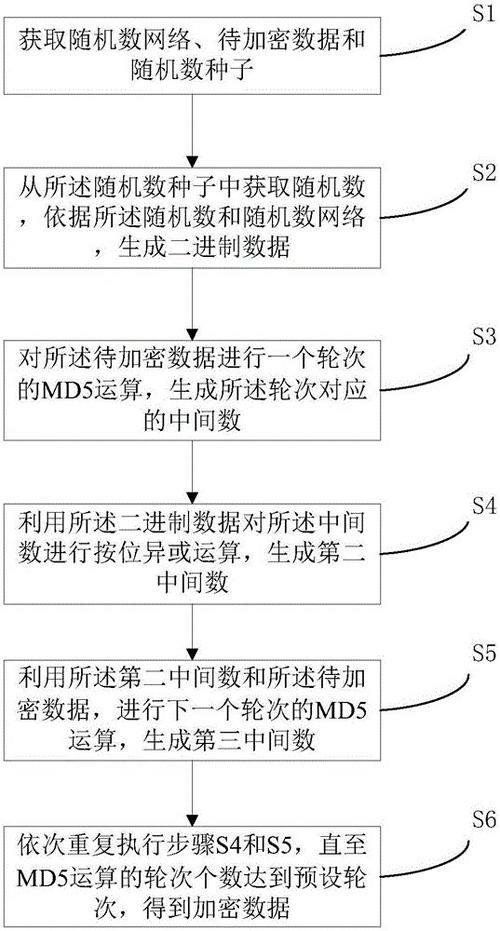 S1
获取随机数网络、待加密数据和
随机数种子
S2
从所述随机数种子中获取随机数
，依据所述随机数和随机数网络
，生成二进制数据
S3
对所述待加密数据进行一个轮次
的MD5运算，生成所述轮次对应
的中间数
S4
利用所述二进制数据对所述中间
数进行按位异或运算，生成第二
中间数
S5
利用所述第二中间数和所述待加
密数据，进行下一个轮次的MD5
运算，生成第三中间数
S6
依次重复执行步骤S4和S5，直至
MD5运算的轮次个数达到预设轮
次，得到加密数据